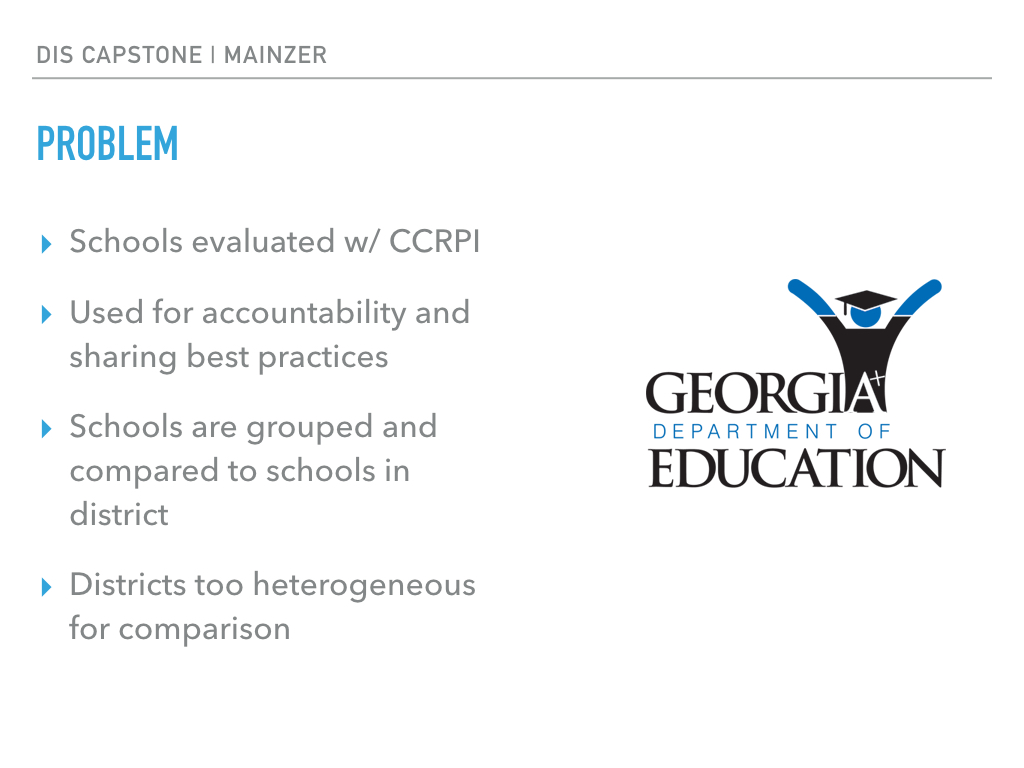 DIS CAPSTONE | MAINZER
PROBLEM
Schools evaluated w/ CCRPI
Used for accountability and
sharing best practices
Schools are grouped and
compared to schools in
district
Districts too heterogeneous
for comparison
GEORGIA+
DEPARTMENT OF
EDUCATION